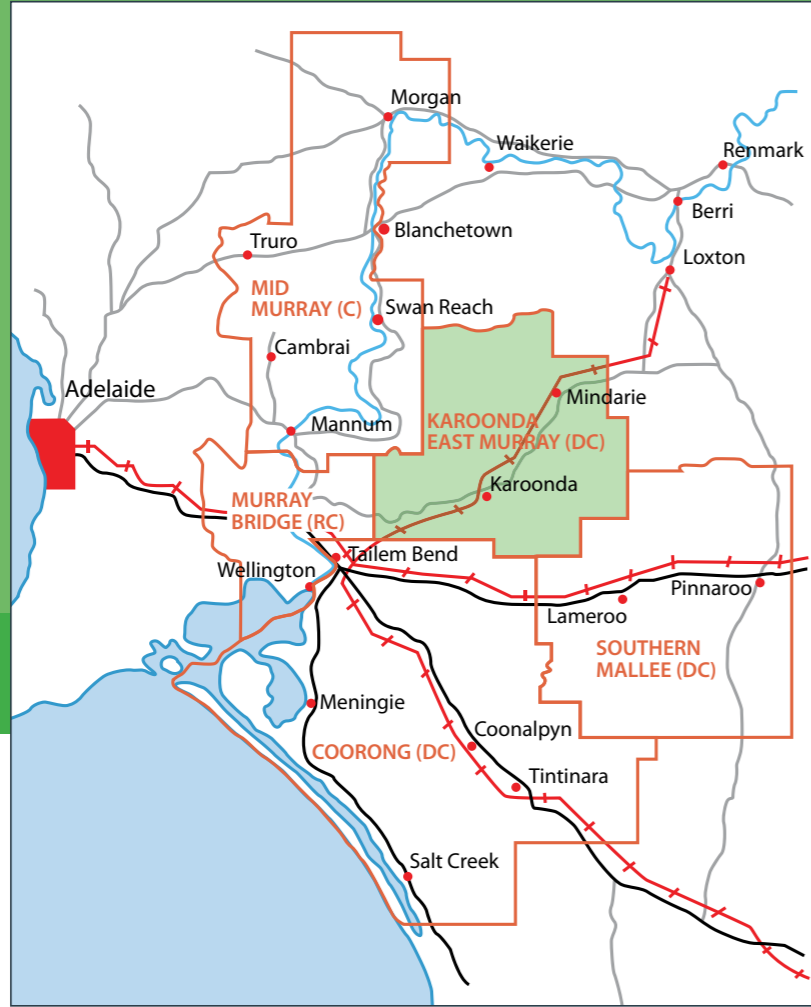 Morgan
Waikerie
Renmark
Berri
Truro
Blanchetown
Loxton
MID
MURRAY (C)
Swan Reach
Cambrai
Adelaide
Mindarie
Mannum
KAROONDA
EAST MURRAY (DC)
Karoonda
MURRAY
BRIDGE (RC)
Tailem Bend
Wellington
Pinnaroo
Lameroo
SOUTHERN
MALLEE (DC)
Meningie
Coonalpyn
COORONG (DC)
Tintinara
Salt Creek